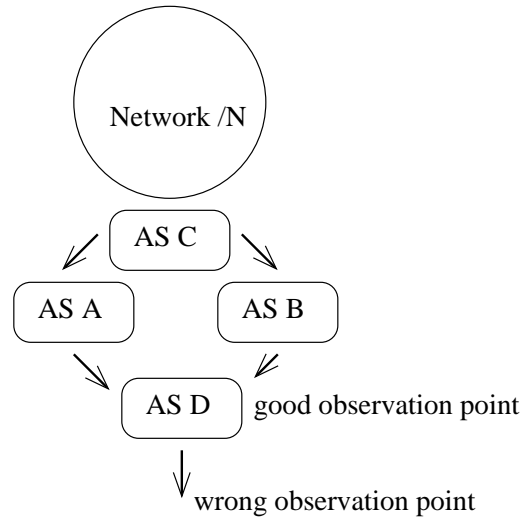 Network /N
AS C
AS A
AS B
AS D
good observation point
wrong observation point